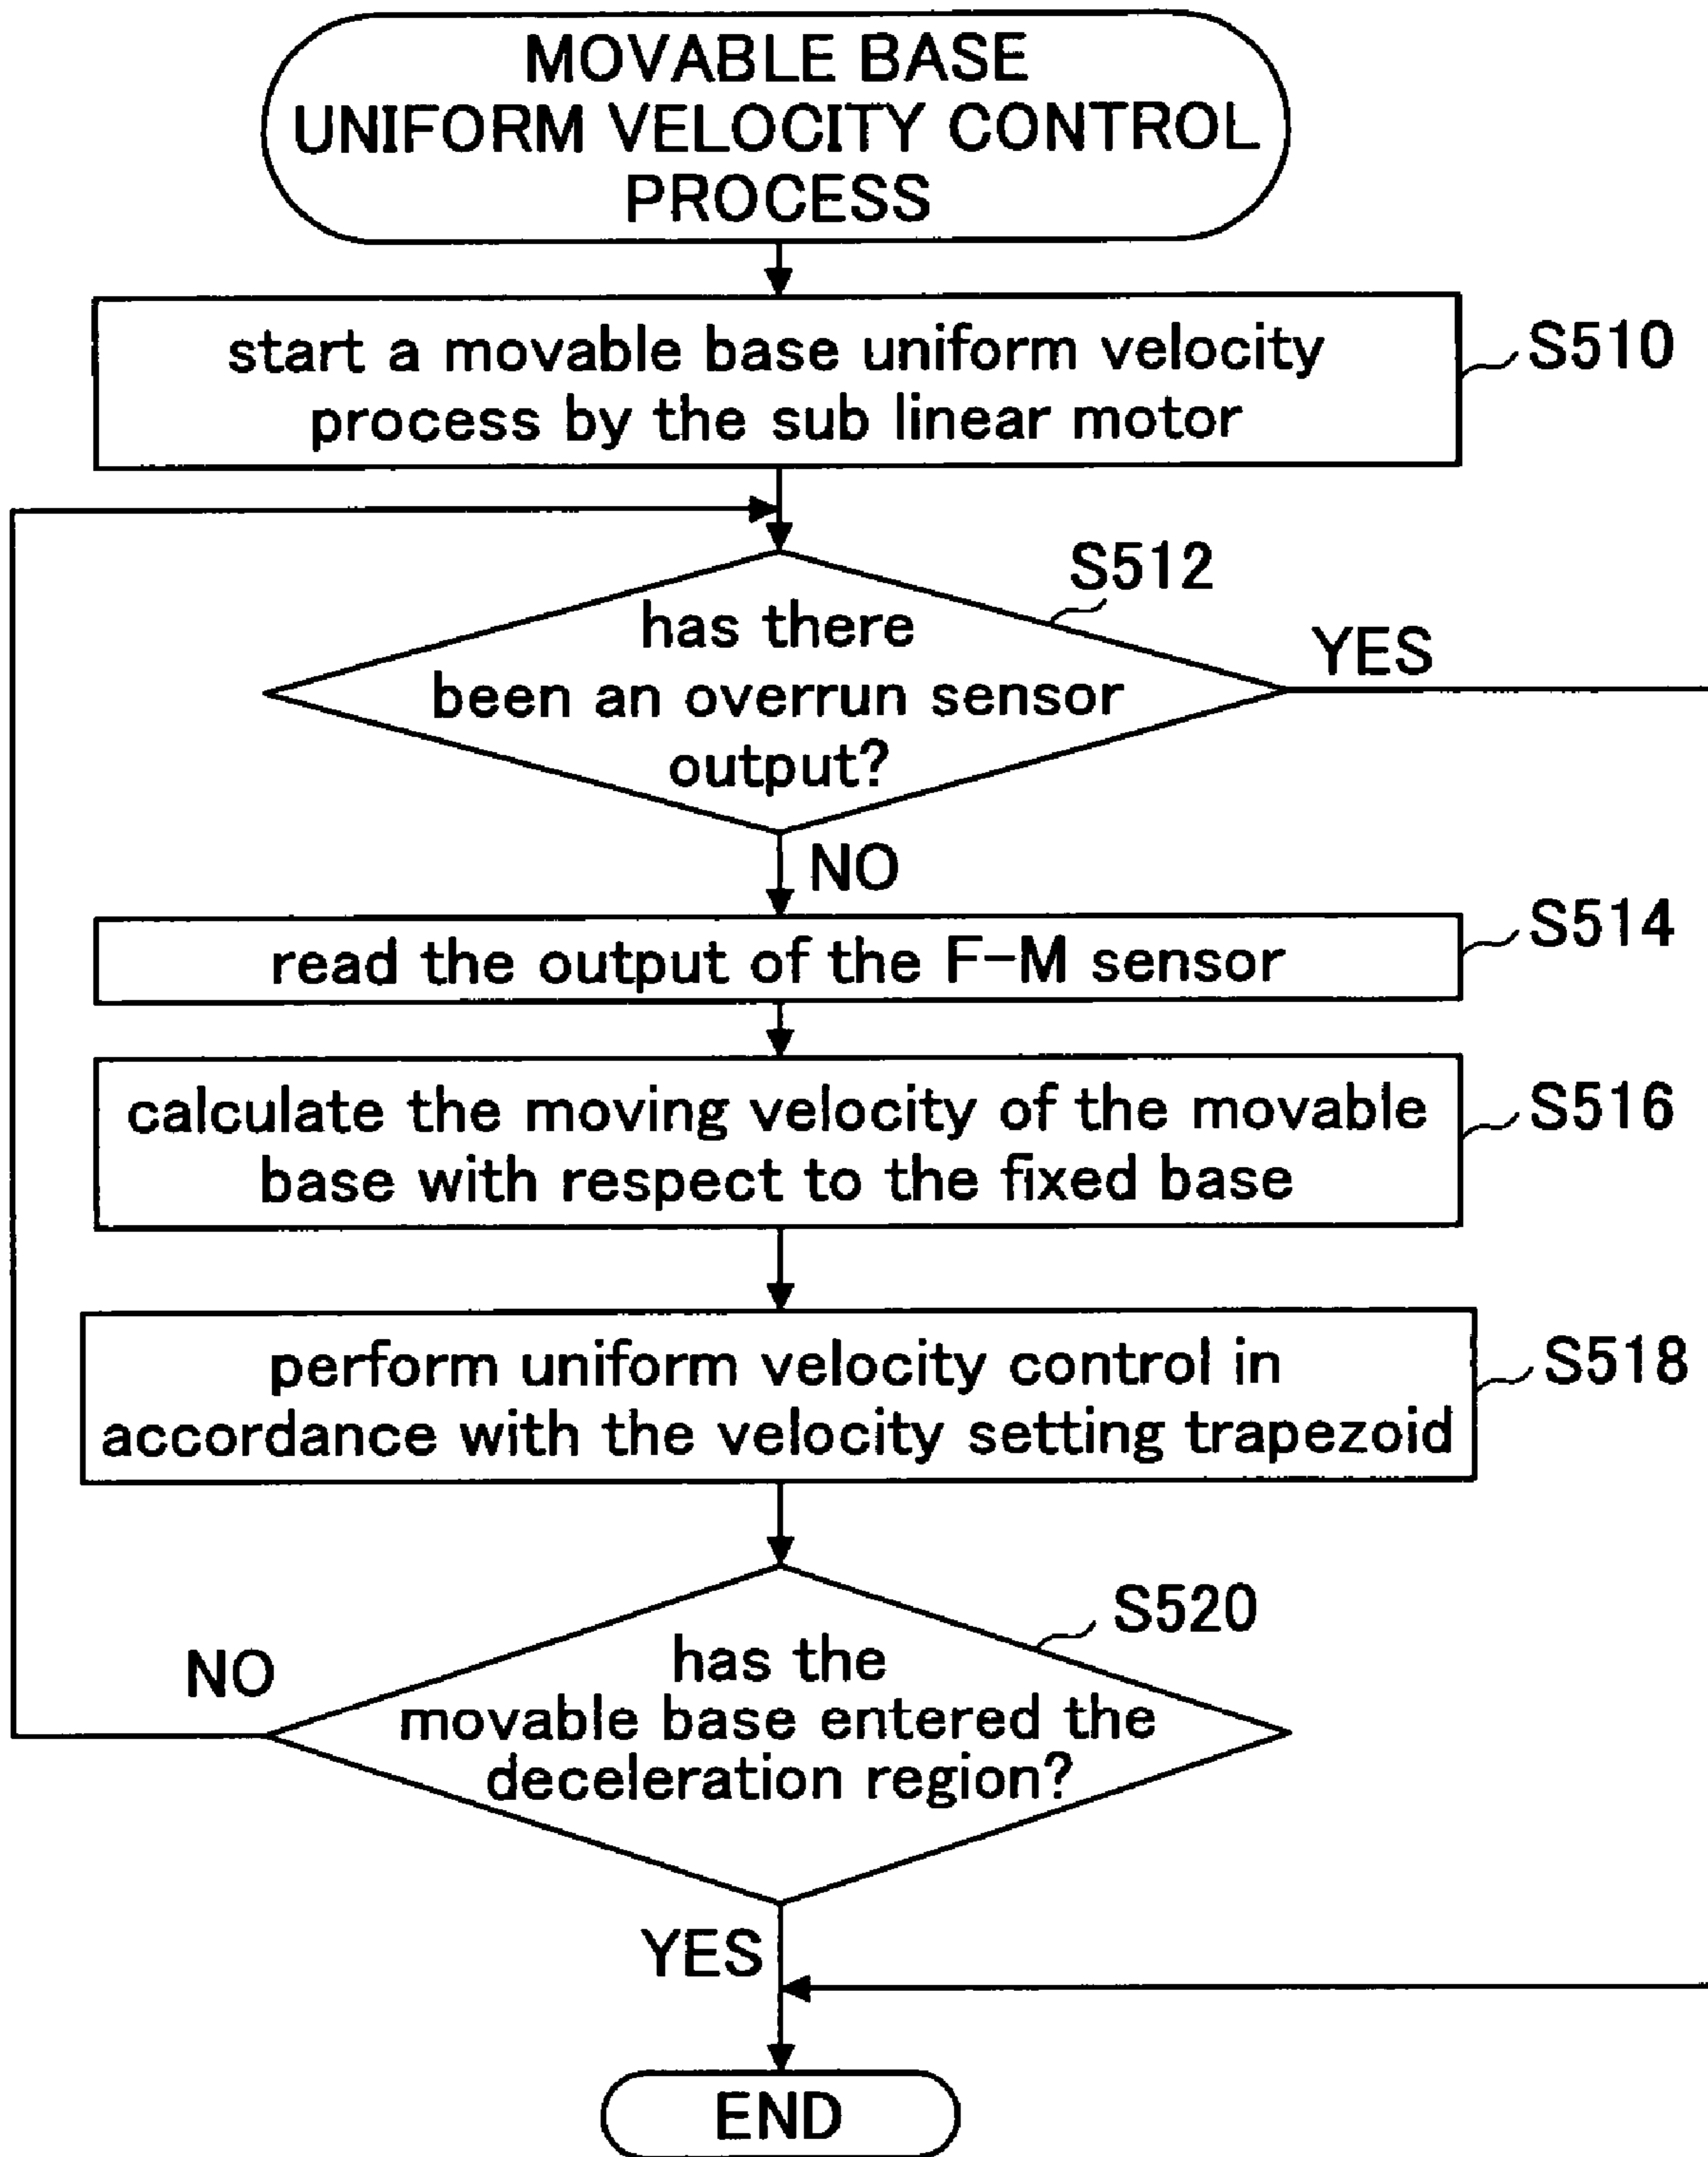 MOVABLE BASE
UNIFORM VELOCITY CONTROL
PROCESS
start a movable base uniform velocity
process by the sub linear motor
S510
S512
has there
been an overrun sensor
output?
YES
NO
read the output of the F-M sensor
S514
calculate the moving velocity of the movable
base with respect to the fixed base
S516
perform uniform velocity control in
accordance with the velocity setting trapezoid
S518
S520
has the
movable base entered the
deceleration region?
NO
YES
END